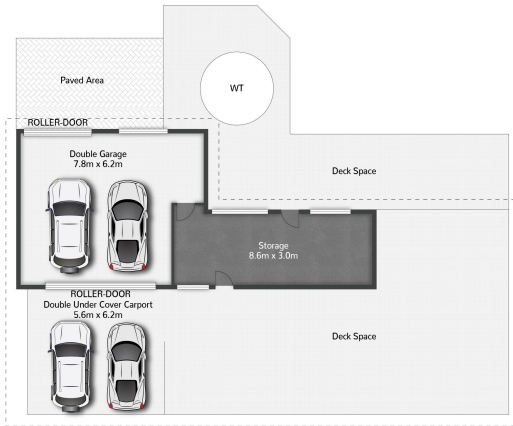 Paved Area
WT
ROLLER-DOOR
Double Garage
7.8m x 6.2m
Deck Space
Storage
8.6m x 3.0m
ROLLER-DOOR
Double Under Cover Carport
5.6m x 6.2m
Deck Space